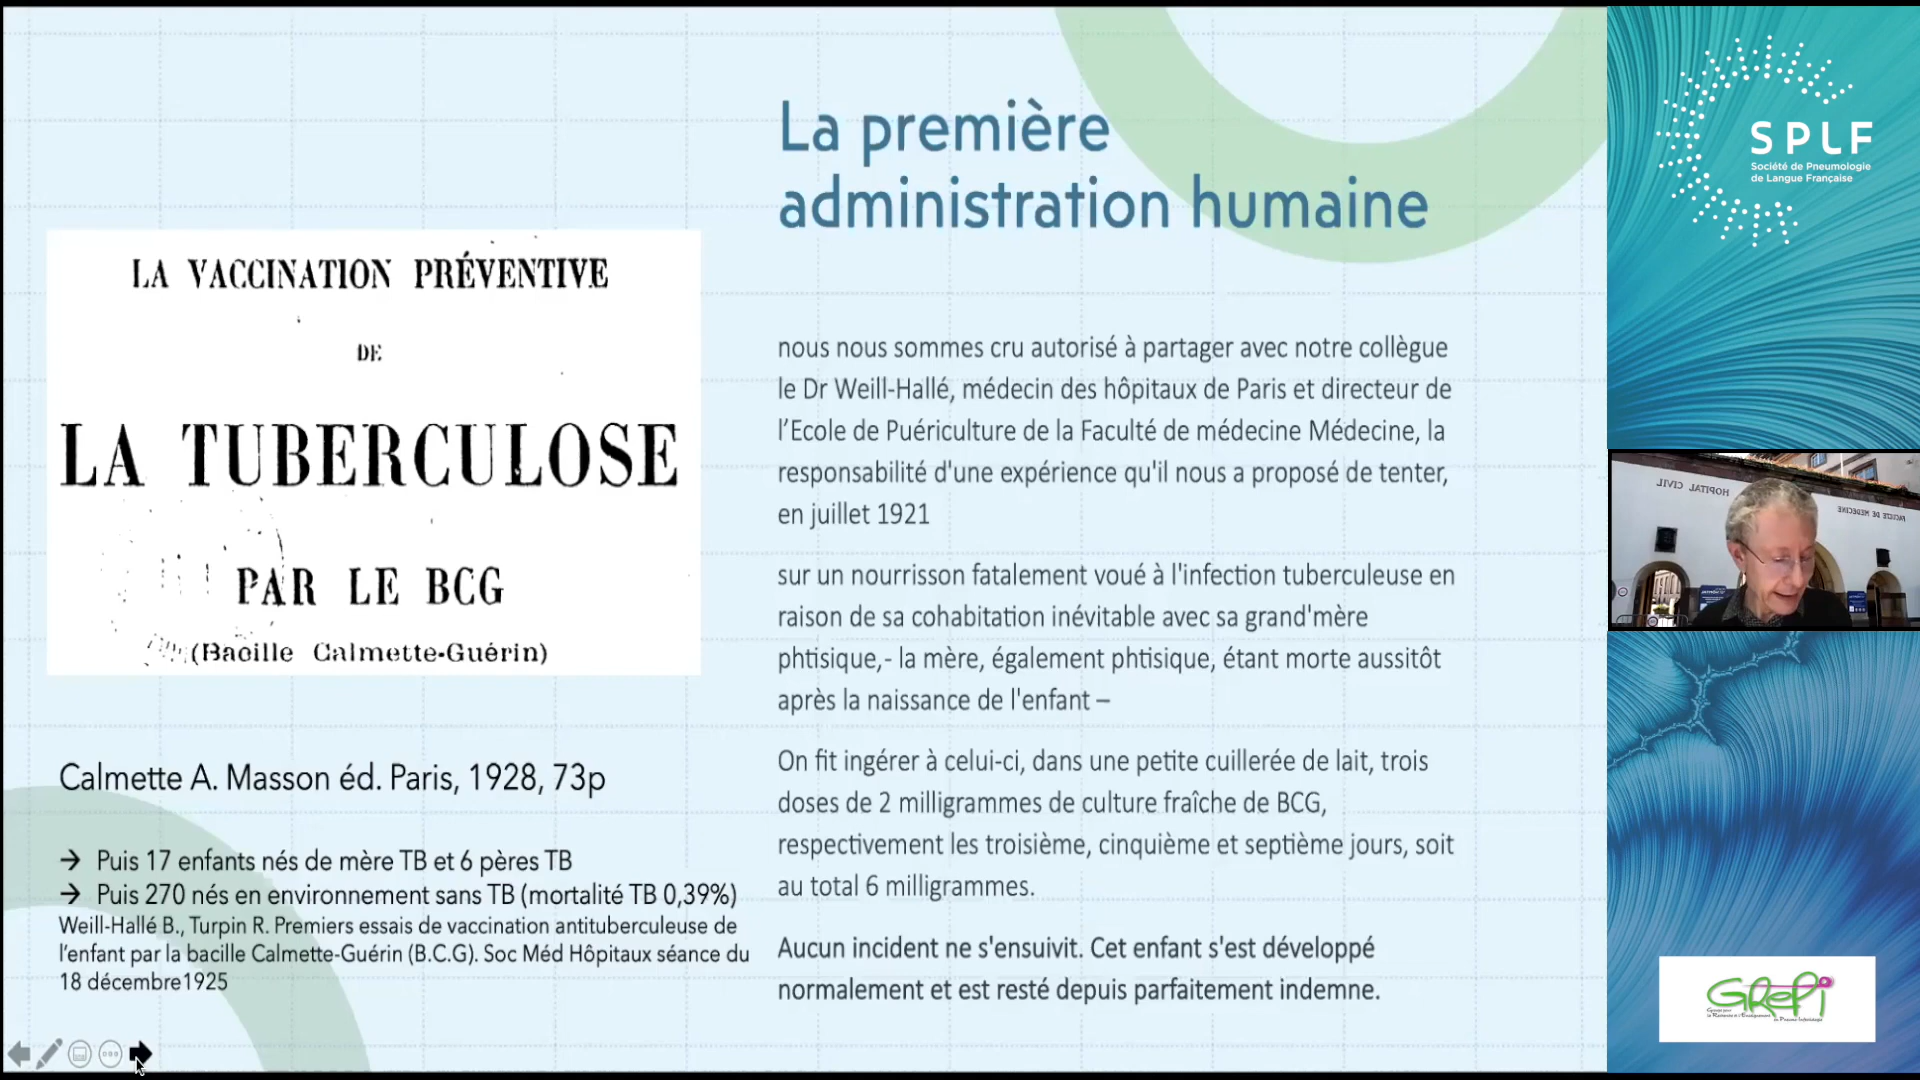 La première
administration humaine
LA VACCINATION PRÉVENTIVE
DE
LA TUBERCULOSE
PAR LE BCG
(Bacille Calmette-Guérin)
Calmette A. Masson éd. Paris, 1928, 73p
→ Puis 17 enfants nés de mère TB et 6 pères TB
→ Puis 270 nés en environnement sans TB (mortalité TB 0,39%)
Weill-Hallé B., Turpin R. Premiers essais de vaccination antituberculeuse de
l'enfant par la bacille Calmette-Guérin (B.C.G). Soc Méd Hôpitaux séance du
18 décembre1925
nous nous sommes cru autorisé à partager avec notre collègue
le Dr Weill-Hallé, médecin des hôpitaux de Paris et directeur de
l'Ecole de Puériculture de la Faculté de médecine Médecine, la
responsabilité d'une expérience qu'il nous a proposé de tenter,
en juillet 1921
sur un nourrisson fatalement voué à l'infection tuberculeuse en
raison de sa cohabitation inévitable avec sa grand'mère
phtisique,- la mère, également phtisique, étant morte aussitôt
après la naissance de l'enfant –
On fit ingérer à celui-ci, dans une petite cuillerée de lait, trois
doses de 2 milligrammes de culture fraîche de BCG,
respectivement les troisième, cinquième et septième jours, soit
au total 6 milligrammes.
Aucun incident ne s'ensuivit. Cet enfant s'est développé
normalement et est resté depuis parfaitement indemne.
SPLF
Société de Pneumologie
de Langue Française
HOPITAL CIVIL
FACULTE DE MEDECINE
GREPI